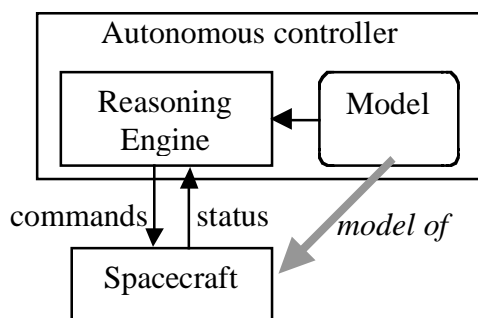 Autonomous controller
Reasoning
Engine
Model
commands
status
model of
Spacecraft